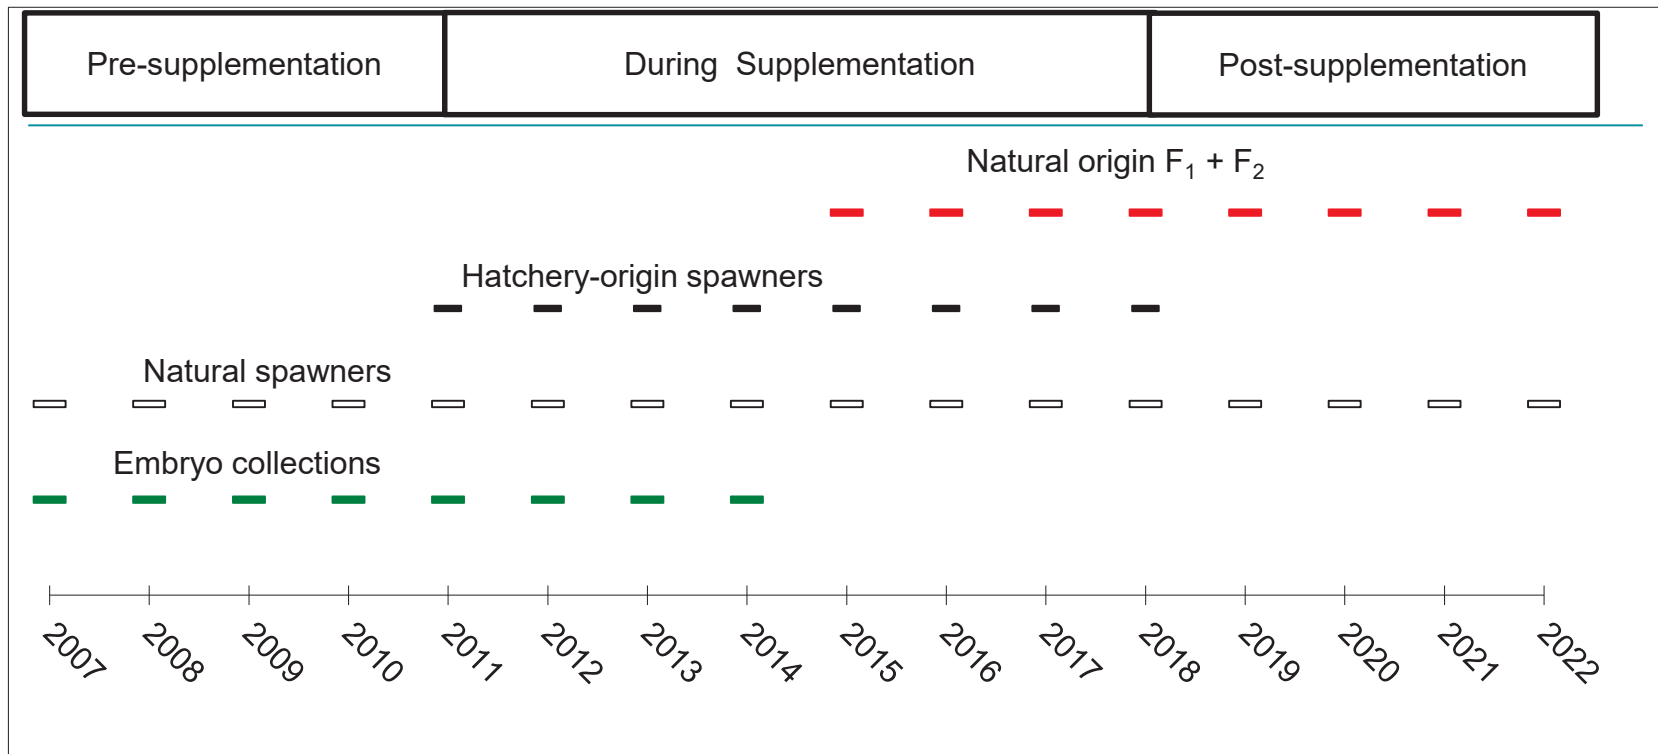 Pre-supplementation
During Supplementation
Post-supplementation
Natural origin F₁ + F₂
Hatchery-origin spawners
Natural spawners
Embryo collections
2007 2008 2009 2010 2011 2012 2013 2014 2015 2016 2017 2018 2019 2020 2021 2022